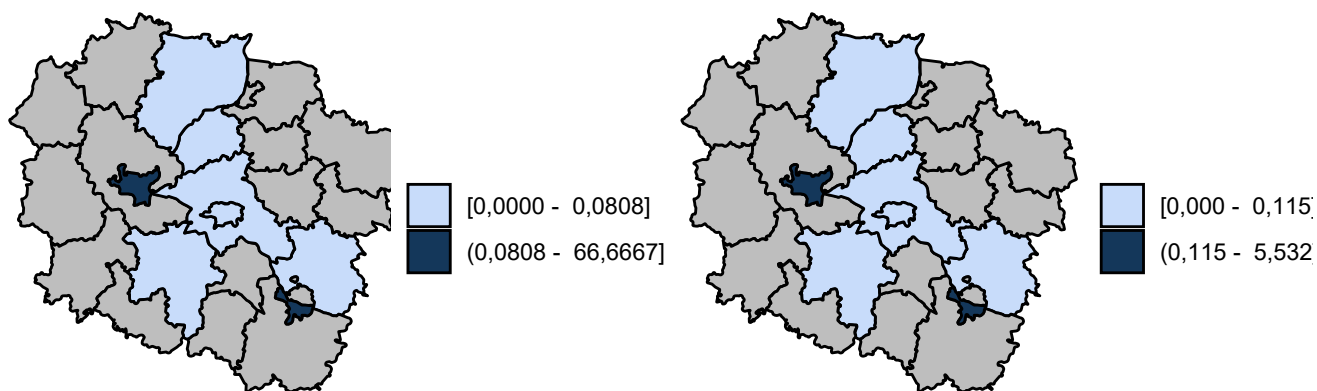 [0,0000 -  0,0808]
(0,0808 -  66,6667]
[0,000 -  0,115]
(0,115 -  5,532]